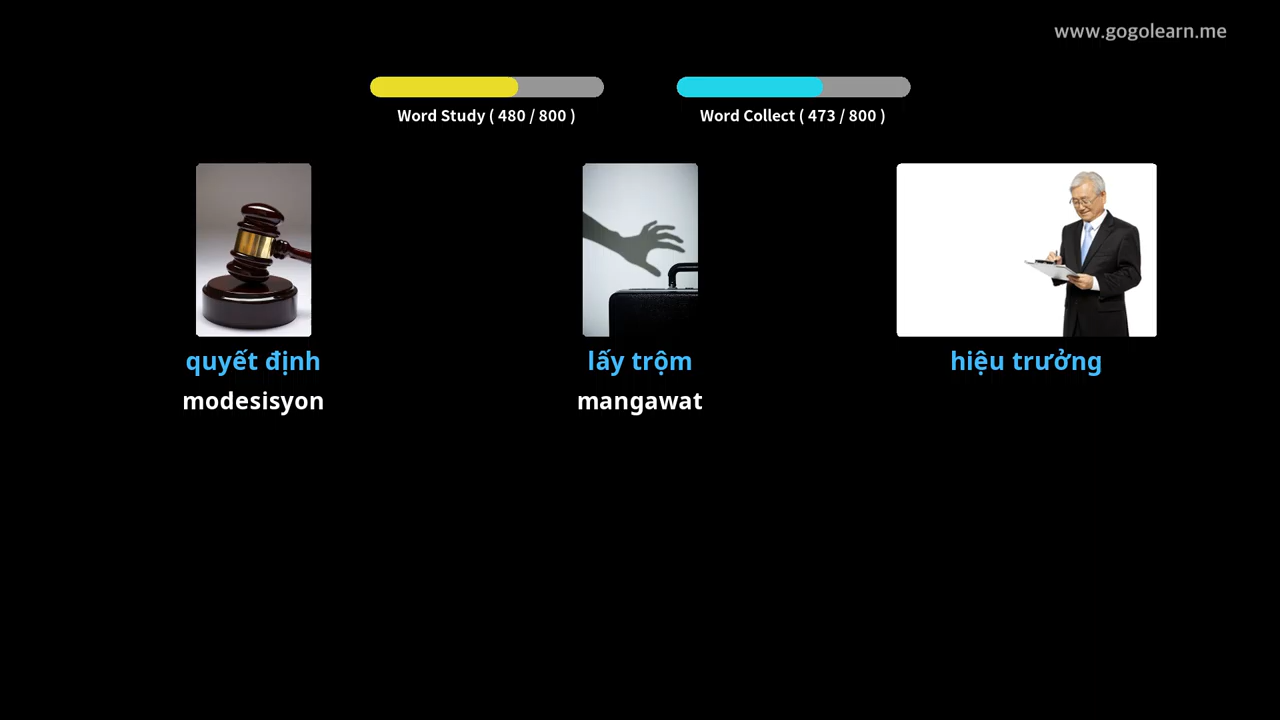 www.gogolearn.me
Word Study ( 480 / 800 )
Word Collect ( 473 / 800 )
quyết định
lấy trộm
hiệu trưởng
modesisyon
mangawat